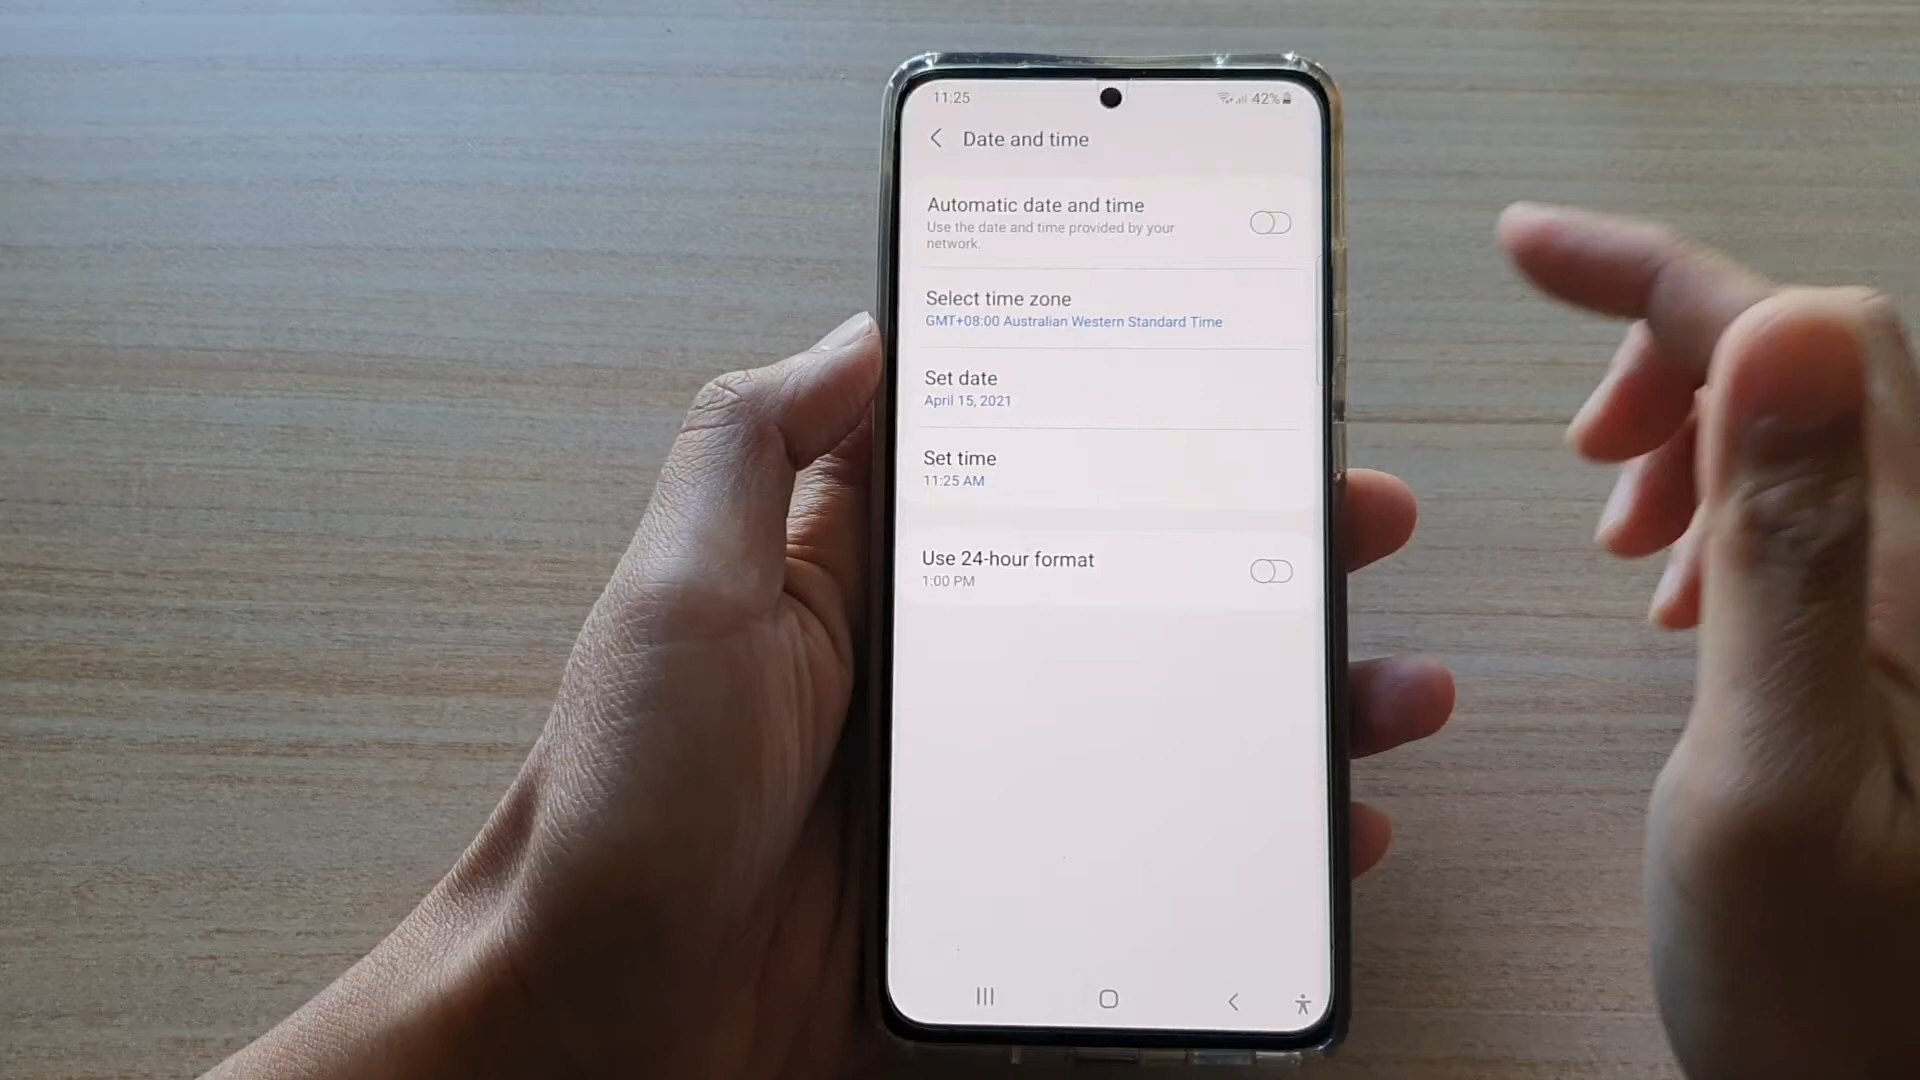 11:25
42%
Date and time
Automatic date and time
Use the date and time provided by your
network.
Select time zone
GMT+08:00 Australian Western Standard Time
Set date
April 15, 2021
Set time
11:25 AM
Use 24-hour format
1:00 PM